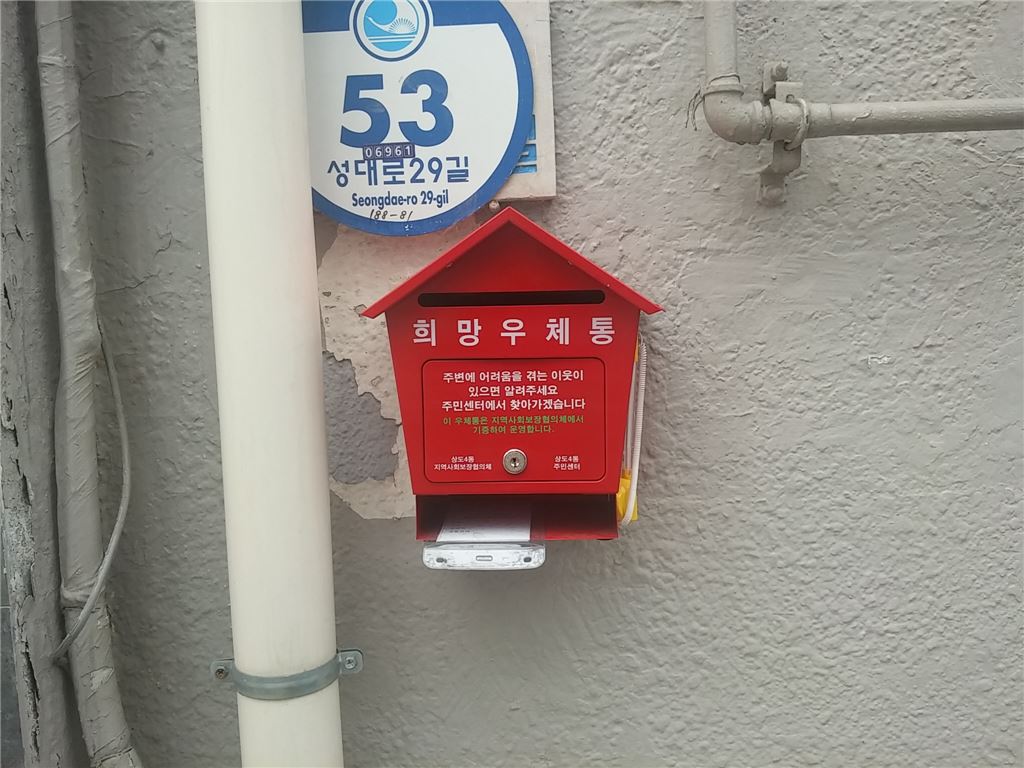 53
06961
성대로29길
Seongdae-ro 29-gil
188-81
희망우체통
주변에 어려움을 겪는 이웃이
있으면 알려주세요
주민센터에서 찾아가겠습니다
이 우체통은 지역사회보장협의체에서
기증하여 운영합니다.
상도4동
지역사회보장협의체
상도4동
주민센터